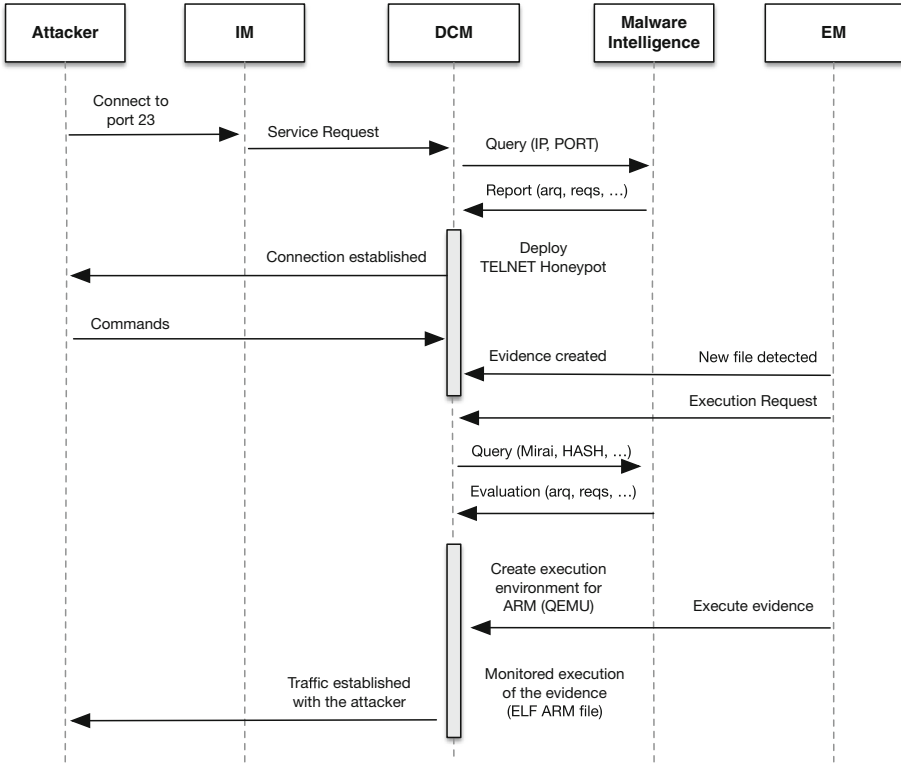 Attacker
IM
DCM
Malware
Intelligence
EM
Connect to
port 23
Service Request
Query (IP, PORT)
Report (arq, reqs, …)
Deploy
TELNET Honeypot
Connection established
Commands
Evidence created
New file detected
Execution Request
Query (Mirai, HASH, …)
Evaluation (arq, reqs, …)
Create execution
environment for
ARM (QEMU)
Execute evidence
Traffic established
with the attacker
Monitored execution
of the evidence
(ELF ARM file)